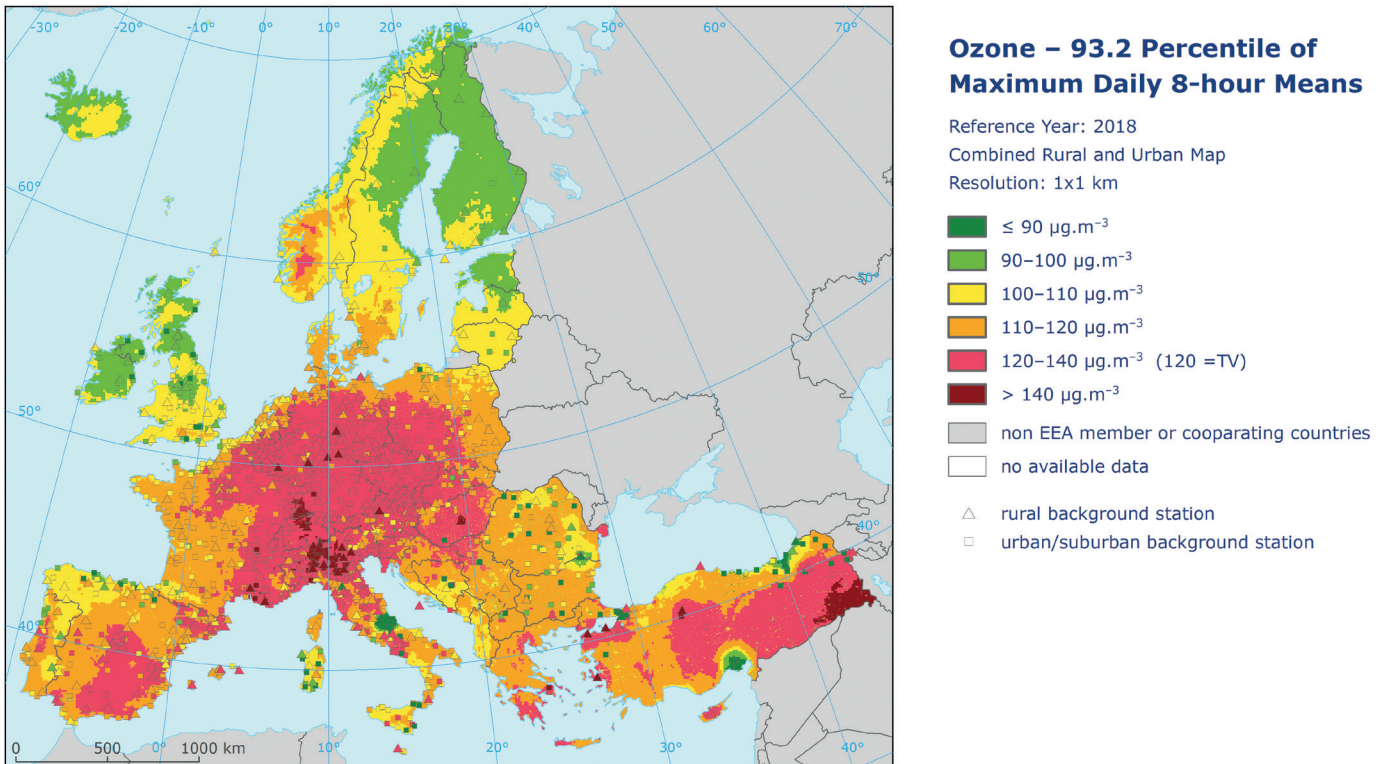 -30° -20° -10° 0° 10° 20° 30° 40° 50° 60° 70°
60°
50°
50°
40°
40°
0 500 1000 km
0° 10° 20° 30° 40°
Ozone – 93.2 Percentile of
Maximum Daily 8-hour Means
Reference Year: 2018
Combined Rural and Urban Map
Resolution: 1x1 km
≤ 90 µg.m⁻³
90–100 µg.m⁻³
100–110 µg.m⁻³
110–120 µg.m⁻³
120–140 µg.m⁻³ (120 =TV)
> 140 µg.m⁻³
non EEA member or cooparating countries
no available data
rural background station
urban/suburban background station